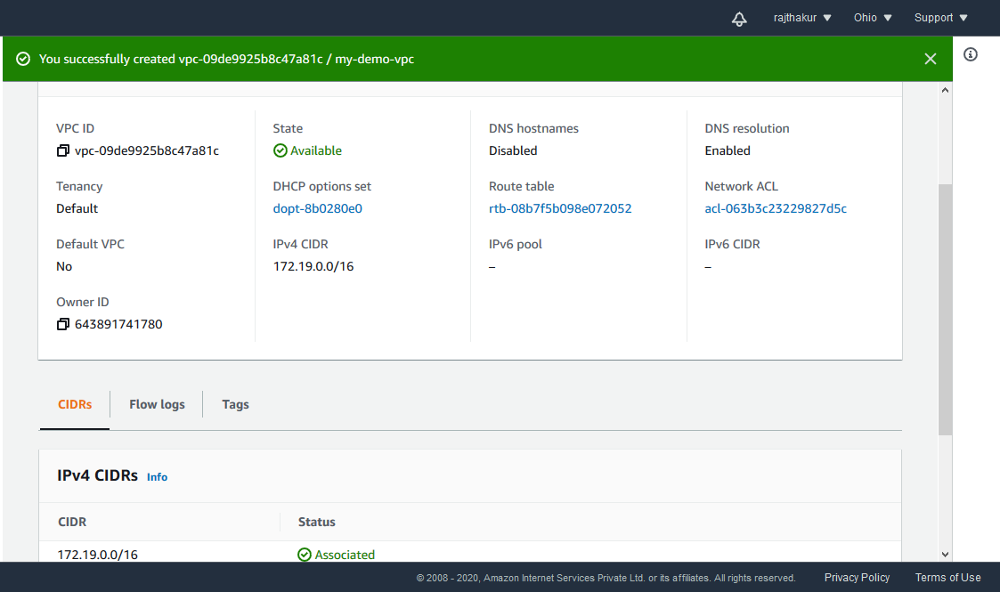 rajthakur Ohio Support
You successfully created vpc-09de9925b8c47a81c / my-demo-vpc
VPC ID State DNS hostnames DNS resolution
vpc-09de9925b8c47a81c Available Disabled Enabled
Tenancy DHCP options set Route table Network ACL
Default dopt-8b0280e0 rtb-08b7f5b098e072052 acl-063b3c23229827d5c
Default VPC IPv4 CIDR IPv6 pool IPv6 CIDR
No 172.19.0.0/16 – –
Owner ID
643891741780
CIDRs Flow logs Tags
IPv4 CIDRs Info
CIDR Status
172.19.0.0/16 Associated
© 2008 - 2020, Amazon Internet Services Private Ltd. or its affiliates. All rights reserved. Privacy Policy Terms of Use